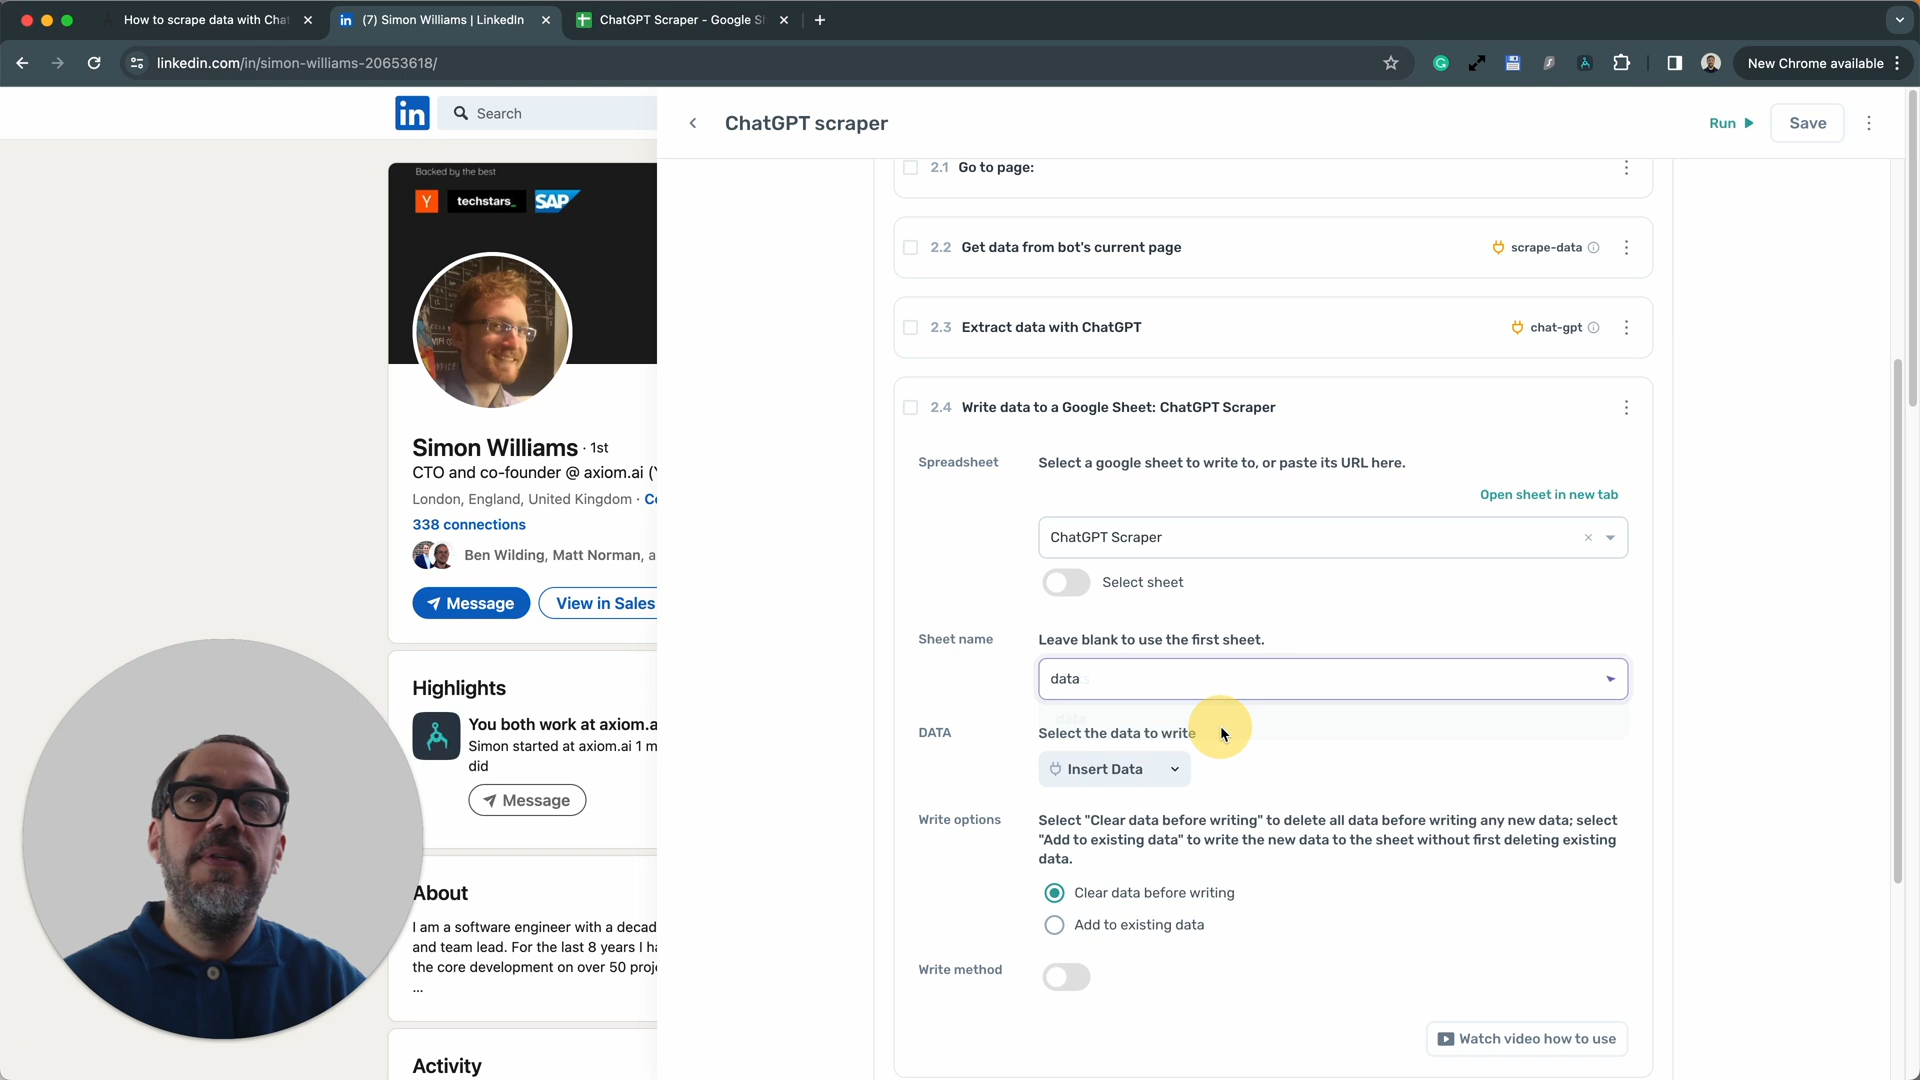 How to scrape data with Chat
(7) Simon Williams | LinkedIn
ChatGPT Scraper - Google Sh
linkedin.com/in/simon-williams-20653618/
New Chrome available
in
Search
ChatGPT scraper
Run
Save
Backed by the best
Y
techstars_
SAP
Simon Williams · 1st
CTO and co-founder @ axiom.ai (Y
London, England, United Kingdom · Co
338 connections
Ben Wilding, Matt Norman, a
Message
View in Sales
Highlights
You both work at axiom.a
Simon started at axiom.ai 1 m
did
Message
About
I am a software engineer with a decad
and team lead. For the last 8 years I ha
the core development on over 50 proje
...
Activity
2.1 Go to page:
2.2 Get data from bot's current page
scrape-data
2.3 Extract data with ChatGPT
chat-gpt
2.4 Write data to a Google Sheet: ChatGPT Scraper
Spreadsheet
Select a google sheet to write to, or paste its URL here.
Open sheet in new tab
ChatGPT Scraper
Select sheet
Sheet name
Leave blank to use the first sheet.
data
data
DATA
Select the data to write
Insert Data
Write options
Select "Clear data before writing" to delete all data before writing any new data; select
"Add to existing data" to write the new data to the sheet without first deleting existing
data.
Clear data before writing
Add to existing data
Write method
Watch video how to use